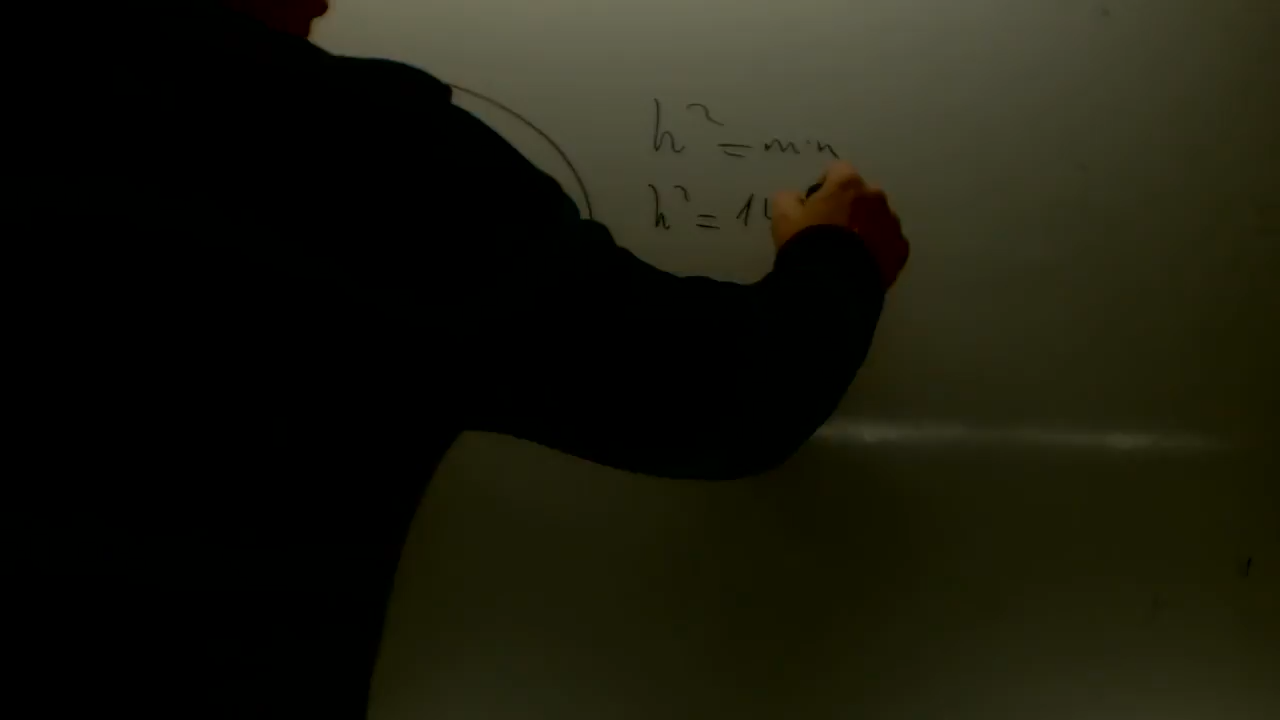 h² = m·n
h² = 1